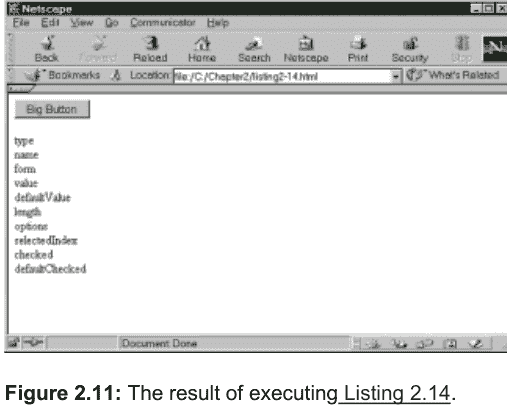 Netscape
File Edit View Go Communicator Help
Back Forward Reload Home Search Netscape Print Security Stop
Bookmarks Location: file:/C:/Chapter2/listing2-14.html What's Related
Big Button
type
name
form
value
defaultValue
length
options
selectedIndex
checked
defaultChecked
Document Done
Figure 2.11: The result of executing Listing 2.14.